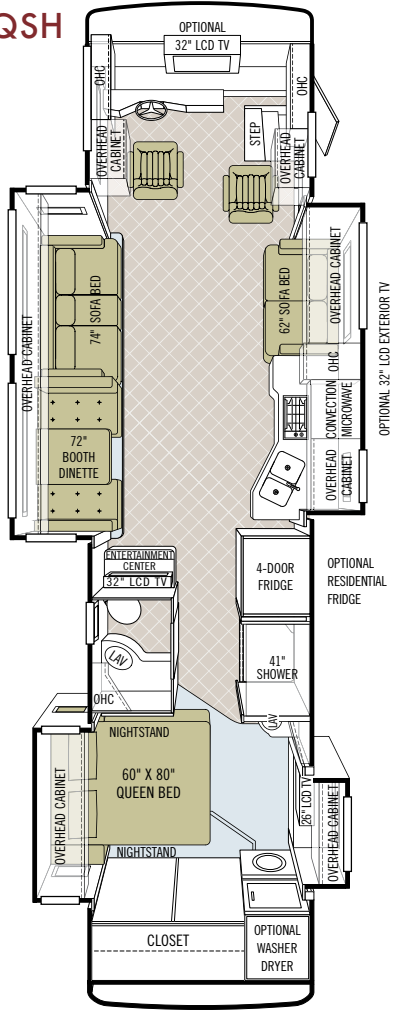 QSH
OPTIONAL
32" LCD TV
OHC
OHC
OVERHEAD
CABINET
STEP
OVERHEAD
CABINET
OVERHEAD CABINET
74" SOFA BED
62" SOFA BED
OVERHEAD CABINET
OPTIONAL 32" LCD EXTERIOR TV
OHC
CONVECTION
MICROWAVE
OVERHEAD
CABINET
72"
BOOTH
DINETTE
ENTERTAINMENT
CENTER
32" LCD TV
4-DOOR
FRIDGE
OPTIONAL
RESIDENTIAL
FRIDGE
LAV
OHC
41"
SHOWER
LAV
NIGHTSTAND
60" X 80"
QUEEN BED
NIGHTSTAND
OVERHEAD CABINET
26" LCD TV
OVERHEAD CABINET
CLOSET
OPTIONAL
WASHER
DRYER